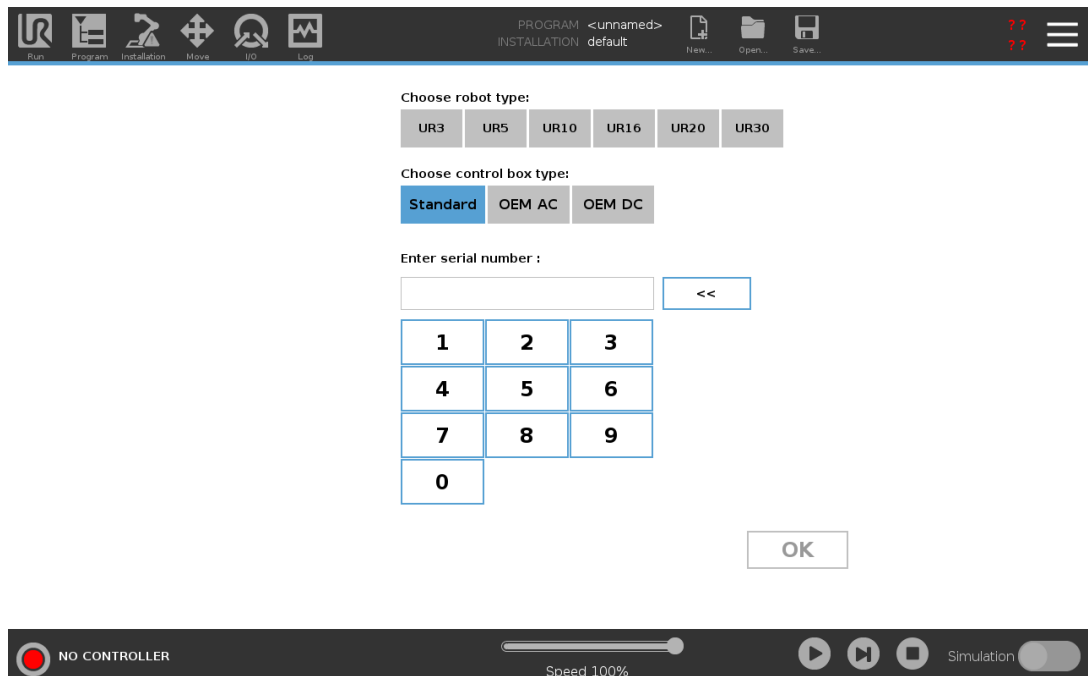 PROGRAM <unnamed>
INSTALLATION default
Run Program Installation Move I/O Log New... Open... Save...
? ?
? ?
Choose robot type:
UR3 UR5 UR10 UR16 UR20 UR30
Choose control box type:
Standard OEM AC OEM DC
Enter serial number :
<<
1 2 3
4 5 6
7 8 9
0
OK
NO CONTROLLER
Speed 100%
Simulation